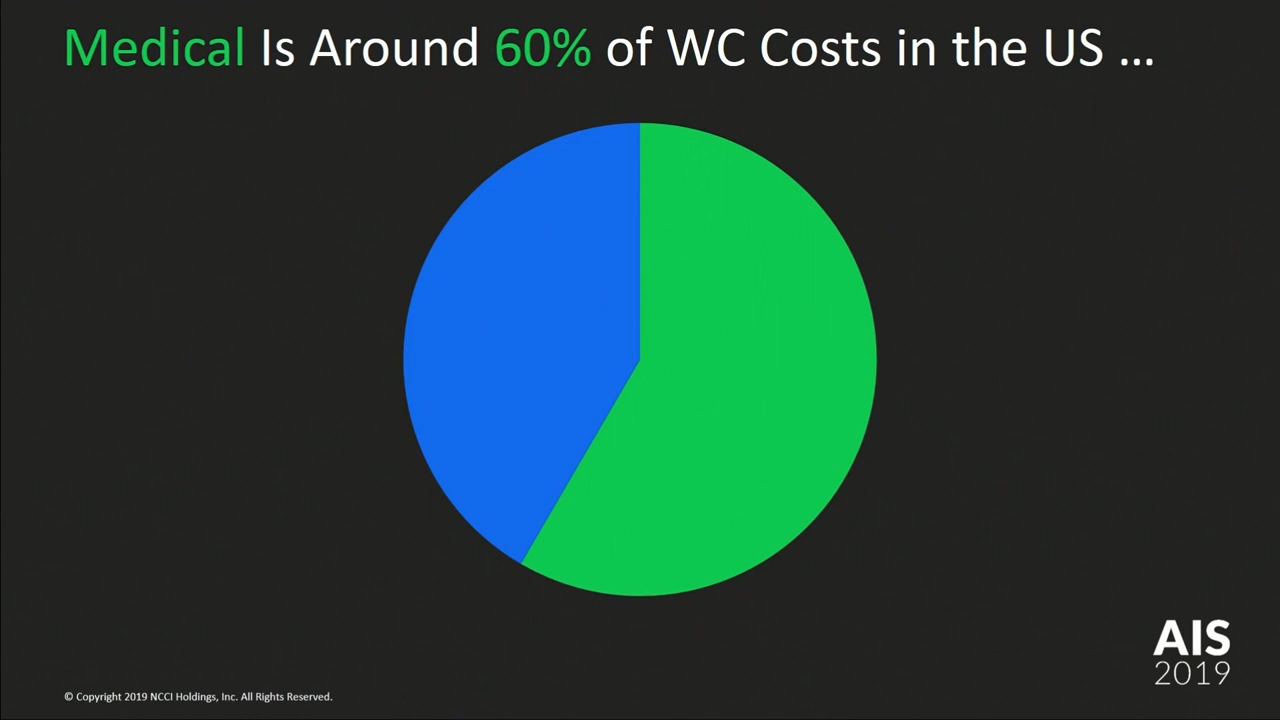 Medical Is Around 60% of WC Costs in the US ...
AIS
2019
© Copyright 2019 NCCI Holdings, Inc. All Rights Reserved.